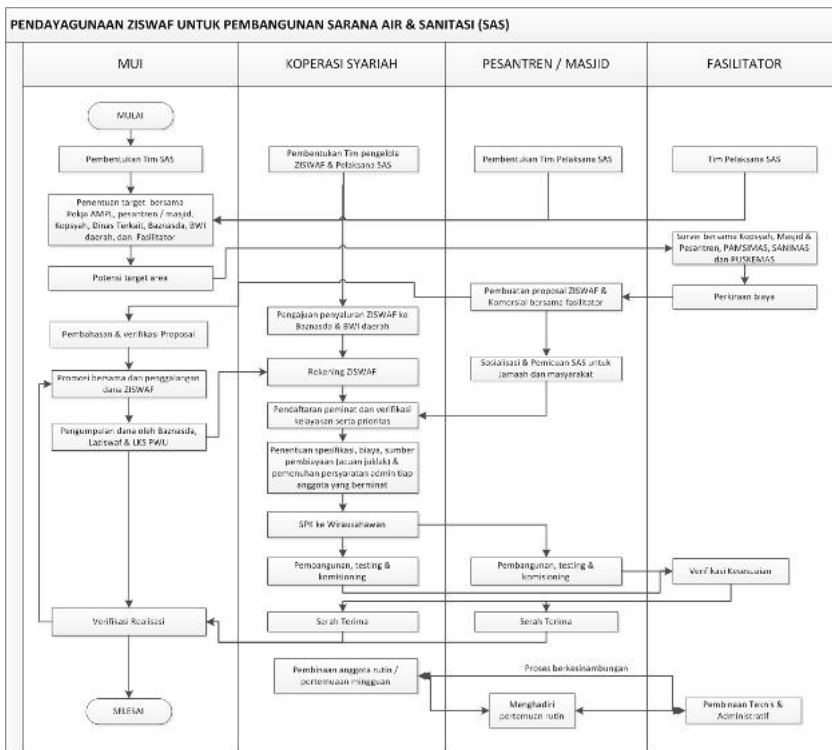 PENDAYAGUNAAN ZISWAF UNTUK PEMBANGUNAN SARANA AIR & SANITASI (SAS)
MUI
KOPERASI SYARIAH
PESANTREN / MASJID
FASILITATOR
MULAI
Pembentukan Tim SAS
Pembentukan Tim pengelola
ZISWAF & Pelaksana SAS
Pembentukan Tim Pelaksana SAS
Tim Pelaksana SAS
Penentuan target bersama
Pokja AMPL, pesantren / masjid,
Kopsyah, Dinas Terkait, Baznasda, BWI
daerah, dan Fasilitator
Survei bersama Kopsyah, Masjid &
Pesantren, PAMSIMAS, SANIMAS
dan PUSKEMAS
Potensi target area
Perkiraan biaya
Pembuatan proposal ZISWAF &
Komersial bersama fasilitator
Pengajuan penyaluran ZISWAF ke
Baznasda & BWI daerah
Pembahasan & verifikasi Proposal
Sosialisasi & Pemicuan SAS untuk
Jamaah dan masyarakat
Rekening ZISWAF
Promosi bersama dan penggalangan
dana ZISWAF
Pendaftaran peminat dan verifikasi
kelayakan serta prioritas
Pengumpulan dana oleh Baznasda,
Laziswaf & LKS PWU
Penentuan spesifikasi, biaya, sumber
pembiayaan (acuan juklak) &
pemenuhan persyaratan admin tiap
anggota yang berminat
SPK ke Wirausahawan
Pembangunan, testing &
komisioning
Pembangunan, testing &
komisioning
Verifikasi Kesesuaian
Verifikasi Realisasi
Serah Terima
Serah Terima
Pembinaan anggota rutin /
pertemuaan mingguan
Proses berkesinambungan
SELESAI
Menghadiri
pertemuan rutin
Pembinaan Teknis &
Administratif